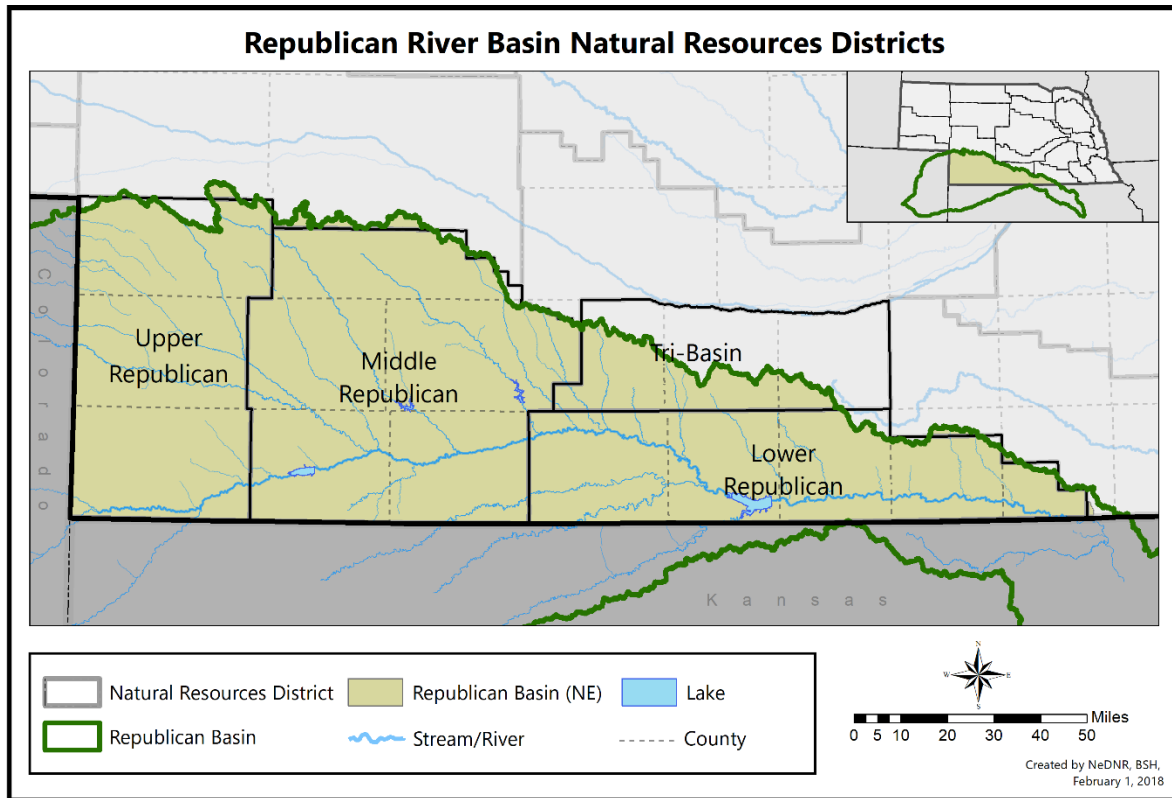 Republican River Basin Natural Resources Districts
Colorado
Upper
Republican
Middle
Republican
Tri-Basin
Lower
Republican
Kansas
Natural Resources District
Republican Basin (NE)
Lake
Republican Basin
Stream/River
County
N
W
E
S
Miles
0 5 10 20 30 40 50
Created by NeDNR, BSH,
February 1, 2018